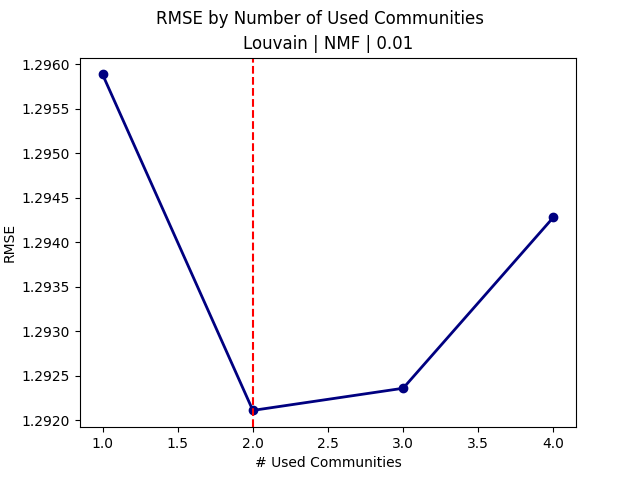 RMSE by Number of Used Communities
Louvain | NMF | 0.01
1.2960
1.2955
1.2950
1.2945
1.2940
1.2935
1.2930
1.2925
1.2920
RMSE
1.0 1.5 2.0 2.5 3.0 3.5 4.0
# Used Communities